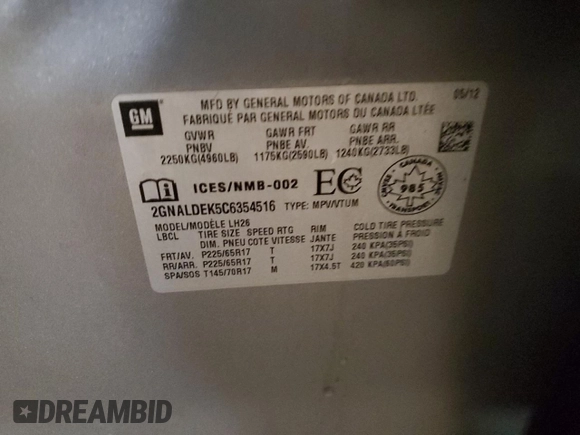 GM
MFD BY GENERAL MOTORS OF CANADA LTD. 05/12
FABRIQUÉ PAR GENERAL MOTORS DU CANADA LTÉE
GVWR GAWR FRT GAWR RR
PNBV PNBE AV. PNBE ARR.
2250KG(4960LB) 1175KG(2590LB) 1240KG(2733LB)
ICES/NMB-002 EC
CANADA
985
TRANSPORT
2GNALDEK5C6354516 TYPE: MPV/VTUM
MODEL/MODÈLE LH26
LBCL TIRE SIZE SPEED RTG RIM COLD TIRE PRESSURE
DIM. PNEU COTE VITESSE JANTE PRESSION À FROID
FRT/AV. P225/65R17 T 17X7J 240 KPA(35PSI)
RR/ARR. P225/65R17 T 17X7J 240 KPA(35PSI)
SPA/SOS T145/70R17 M 17X4.5T 420 KPA(60PSI)
DREAMBID